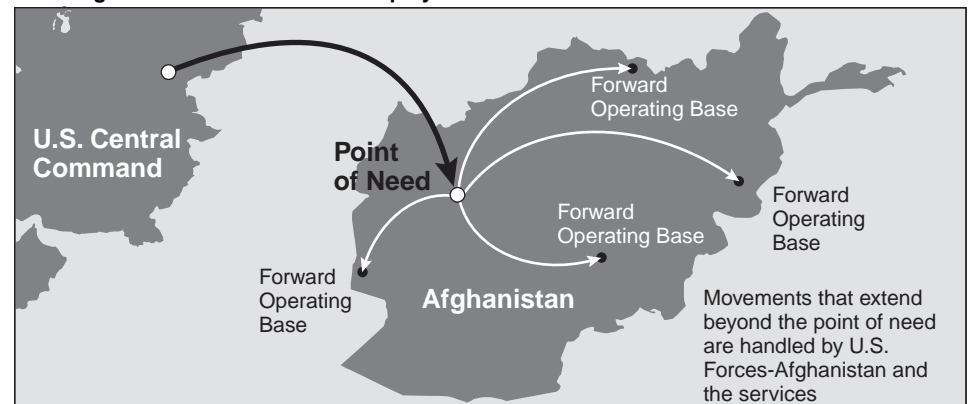 U.S. Central
Command
Point
of Need
Forward
Operating Base
Forward
Operating
Base
Forward
Operating Base
Forward
Operating
Base
Afghanistan
Movements that extend
beyond the point of need
are handled by U.S.
Forces-Afghanistan and
the services